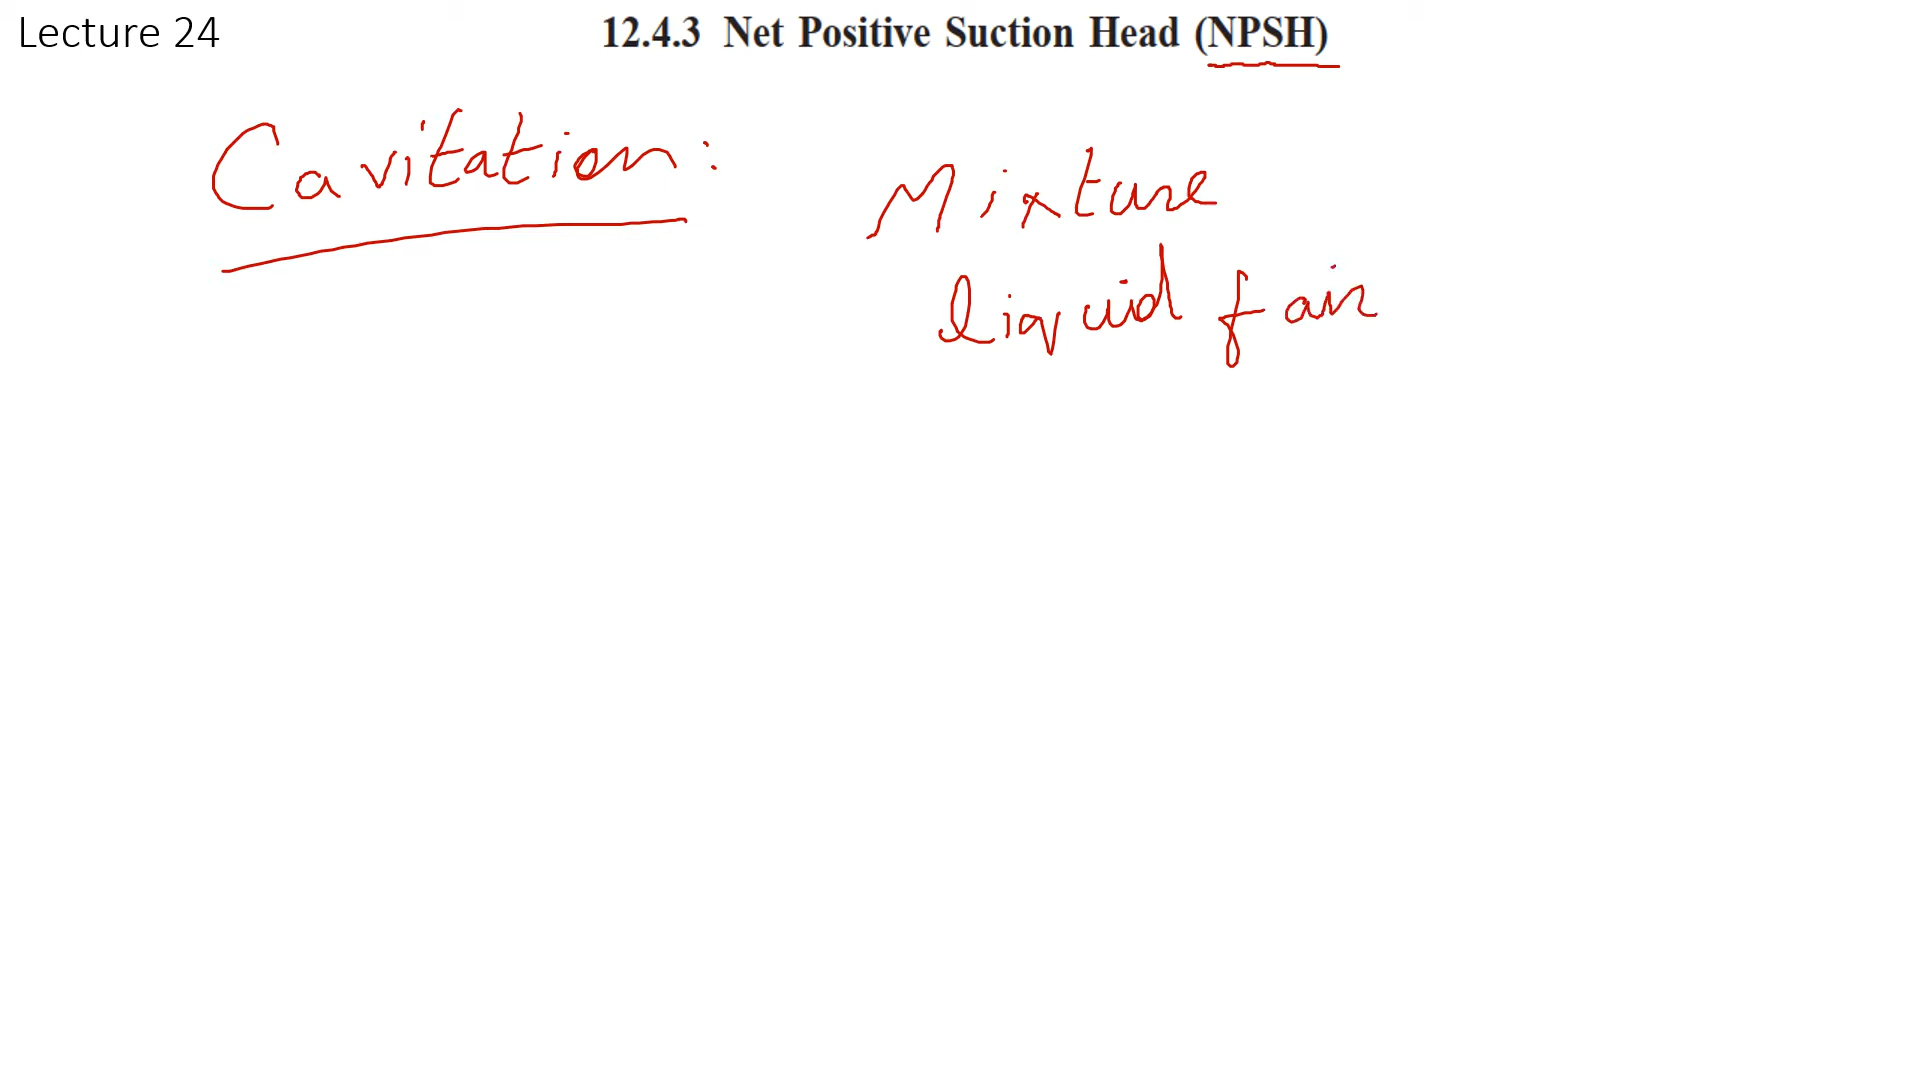 Lecture 24
12.4.3 Net Positive Suction Head (NPSH)
Cavitation:
Mixture
liquid & air